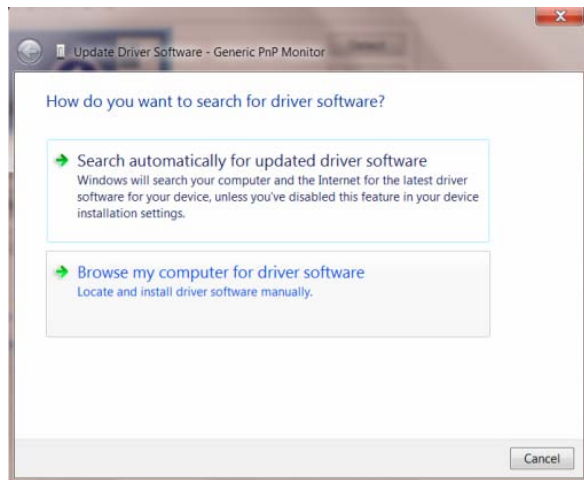 Update Driver Software - Generic PnP Monitor
How do you want to search for driver software?
Search automatically for updated driver software
Windows will search your computer and the Internet for the latest driver
software for your device, unless you've disabled this feature in your device
installation settings.
Browse my computer for driver software
Locate and install driver software manually.
Cancel